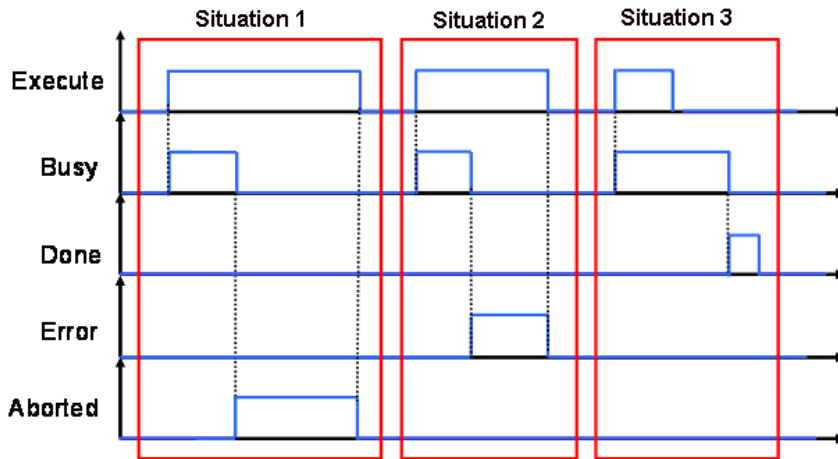 Situation 1
Situation 2
Situation 3
Execute
Busy
Done
Error
Aborted